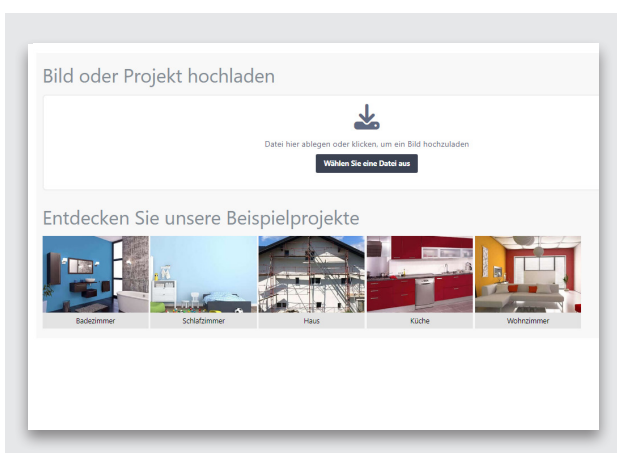 Bild oder Projekt hochladen
Datei hier ablegen oder klicken, um ein Bild hochzuladen
Wählen Sie eine Datei aus
Entdecken Sie unsere Beispielprojekte
Badezimmer
Schlafzimmer
Haus
Küche
Wohnzimmer